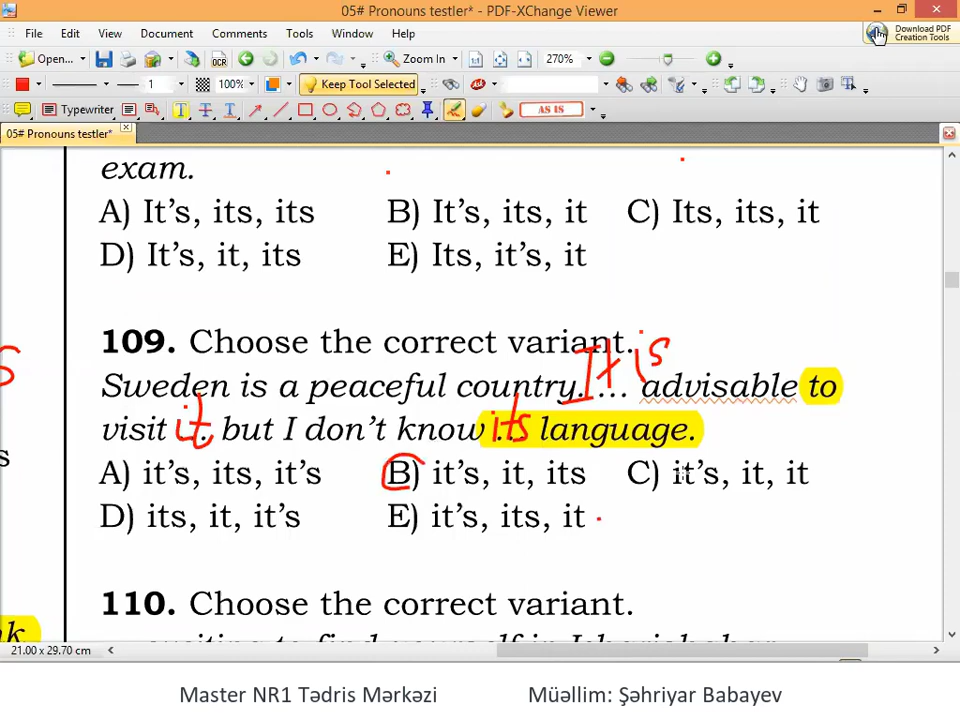 05# Pronouns testler* - PDF-XChange Viewer
File Edit View Document Comments Tools Window Help
Download PDF
Creation Tools
Open... OCR Zoom In 270%
1 100% Keep Tool Selected
Typewriter AS IS
05# Pronouns testler*
exam.
A) It's, its, its B) It's, its, it C) Its, its, it
D) It's, it, its E) Its, it's, it
109. Choose the correct variant.
It is
Sweden is a peaceful country. ... advisable to
visit it but I don't know its language.
A) it's, its, it's B) it's, it, its C) it's, it, it
D) its, it, it's E) it's, its, it
110. Choose the correct variant.
21.00 x 29.70 cm
Master NR1 Tədris Mərkəzi Müəllim: Şəhriyar Babayev